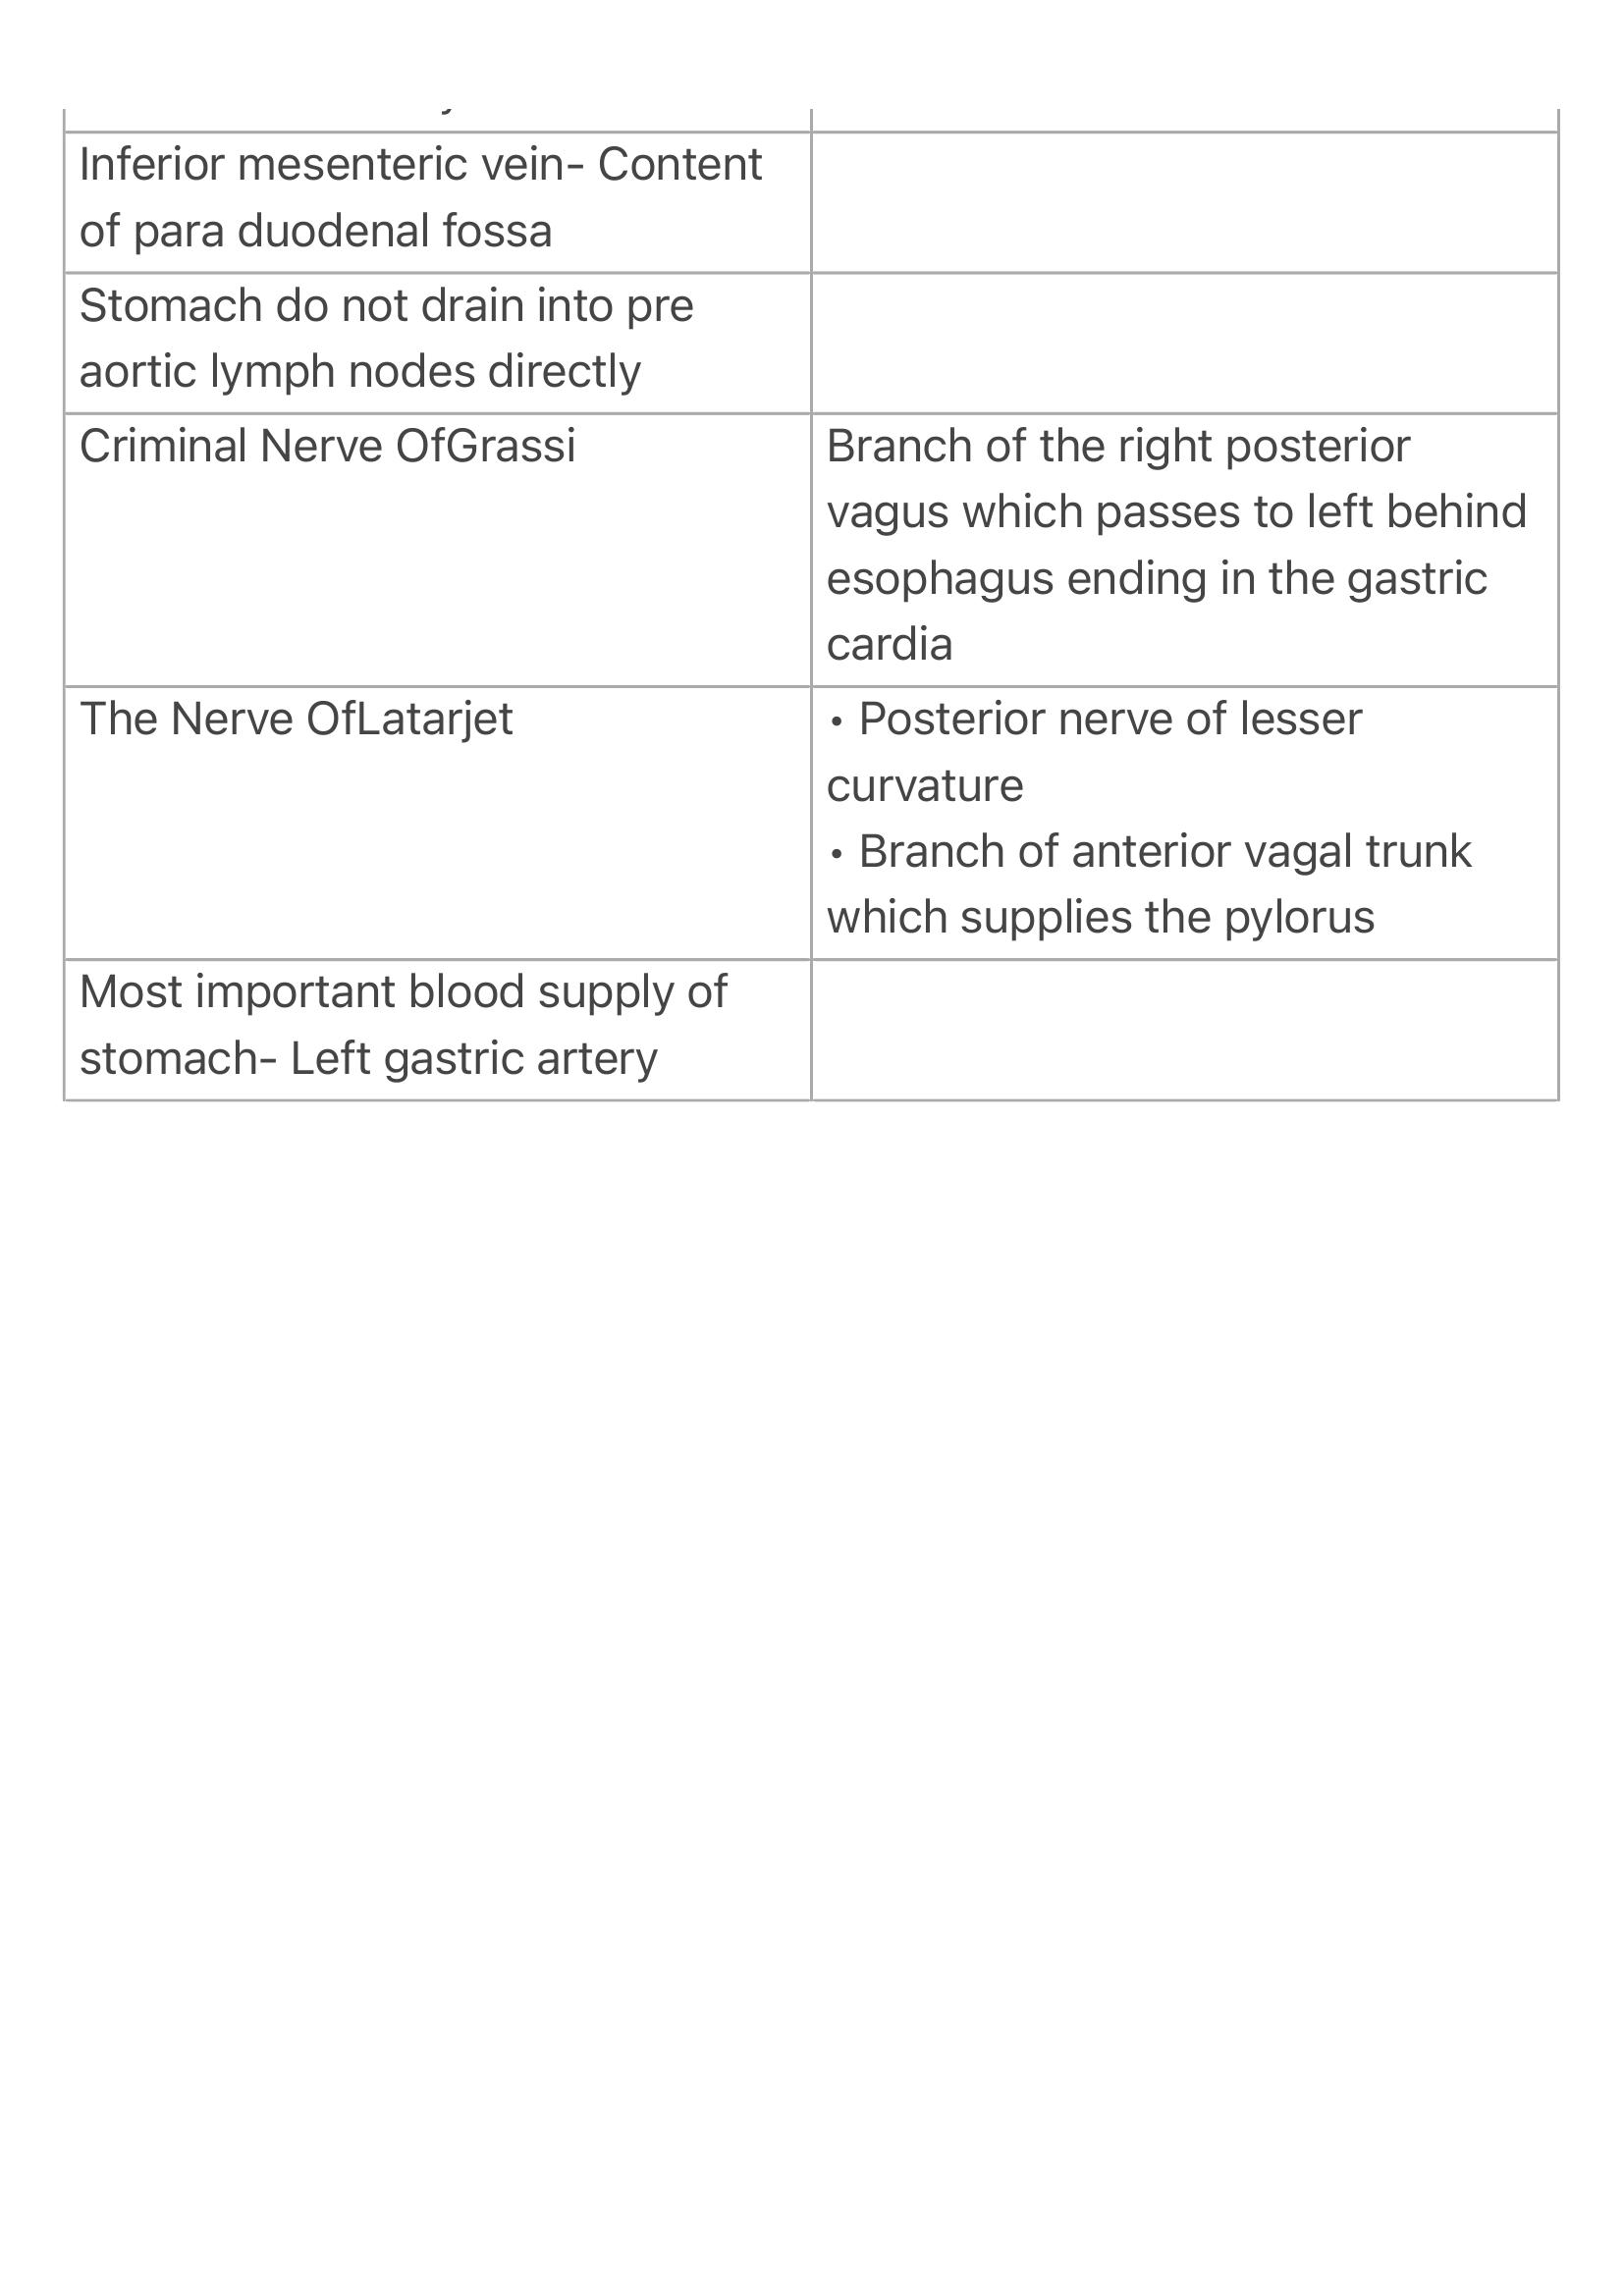 Inferior mesenteric vein- Content
of para duodenal fossa
Stomach do not drain into pre
aortic lymph nodes directly
Criminal Nerve OfGrassi
Branch of the right posterior
vagus which passes to left behind
esophagus ending in the gastric
cardia
The Nerve OfLatarjet
• Posterior nerve of lesser
curvature
• Branch of anterior vagal trunk
which supplies the pylorus
Most important blood supply of
stomach- Left gastric artery